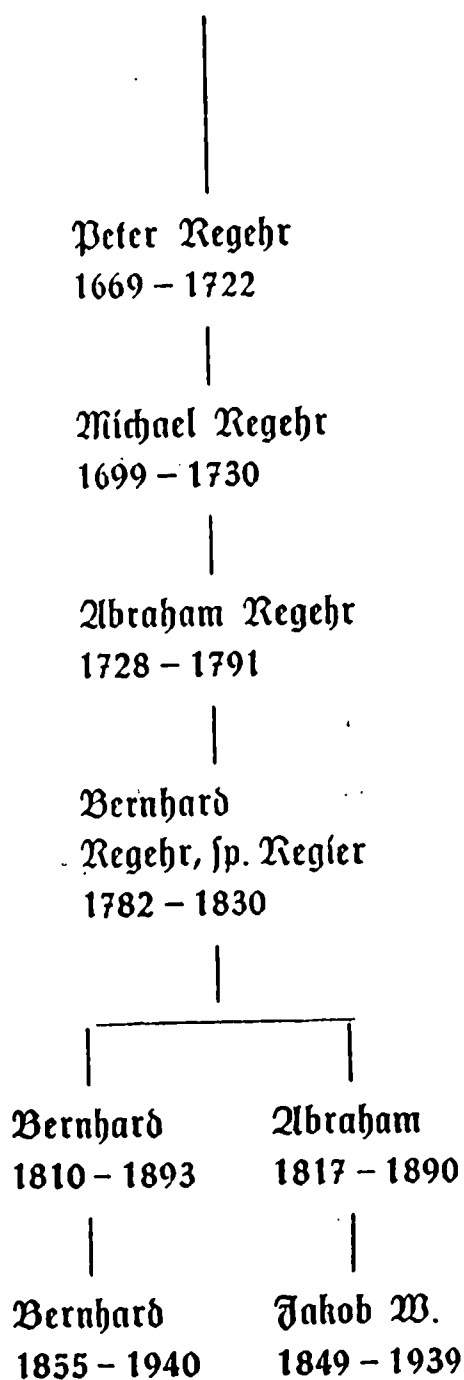 Peter Regehr
1669 – 1722
Michael Regehr
1699 – 1730
Abraham Regehr
1728 – 1791
Bernhard
Regehr, sp. Regier
1782 – 1830
Bernhard Abraham
1810 – 1893 1817 – 1890
Bernhard Jakob W.
1855 – 1940 1849 – 1939